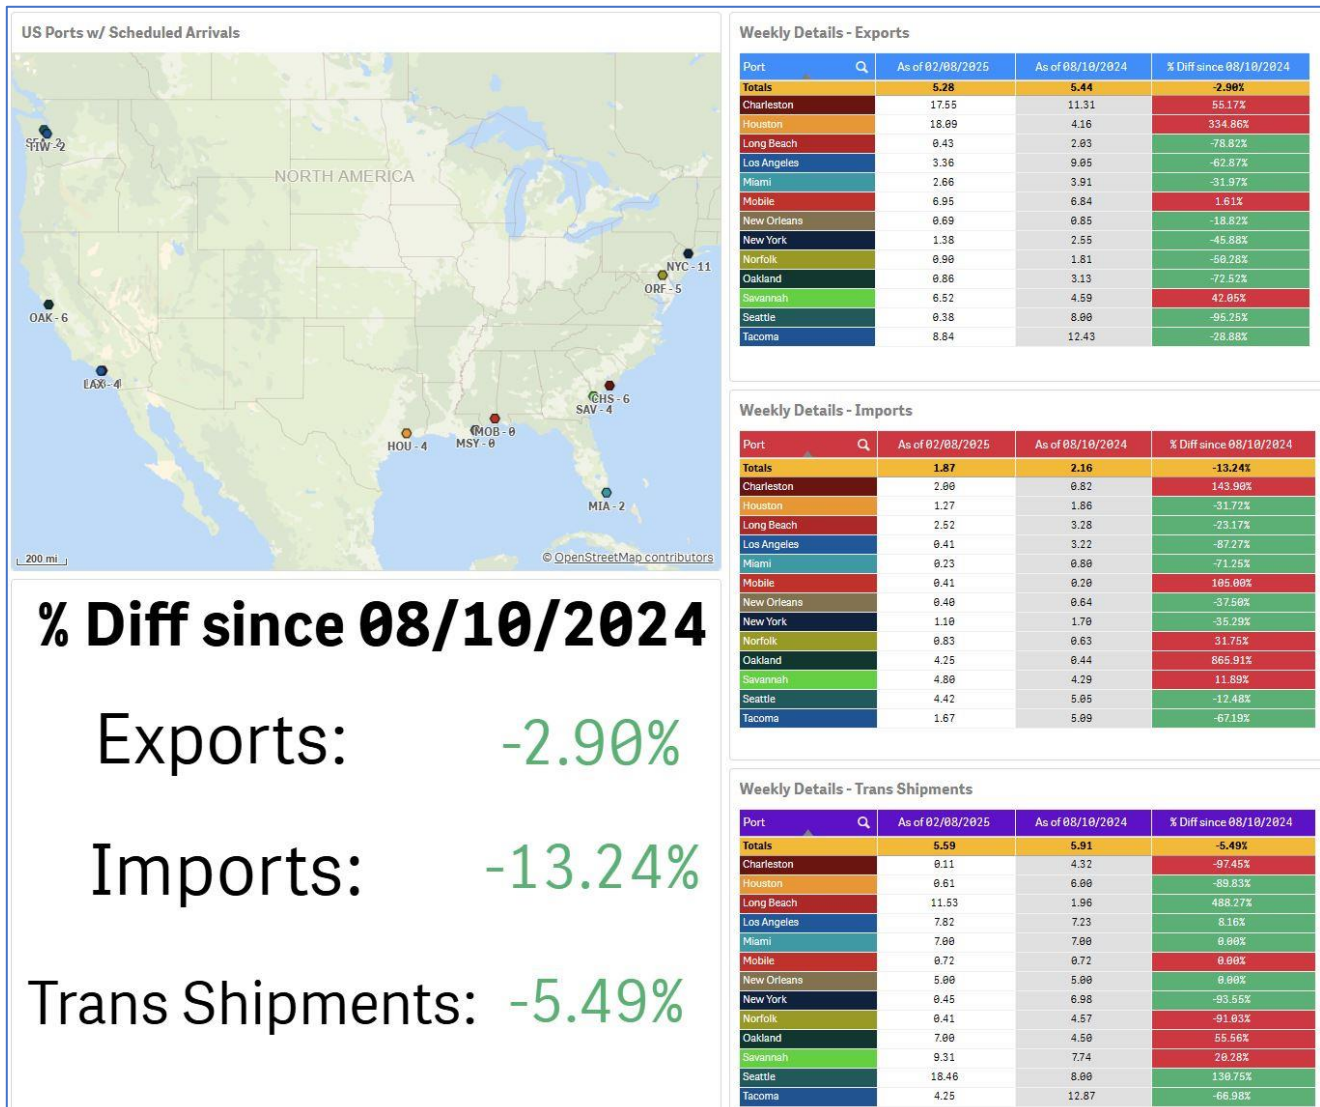 US Ports w/ Scheduled Arrivals
NORTH AMERICA
TIW - 2
NYC - 11
ORF - 5
OAK - 6
LAX - 4
CHS - 6
SAV - 4
MOB - 0
HOU - 4
MSY - 0
MIA - 2
200 mi
© OpenStreetMap contributors
% Diff since 08/10/2024
Exports: -2.90%
Imports: -13.24%
Trans Shipments: -5.49%
Weekly Details - Exports
Port As of 02/08/2025 As of 08/10/2024 % Diff since 08/10/2024
Totals 5.28 5.44 -2.90%
Charleston 17.55 11.31 55.17%
Houston 18.09 4.16 334.86%
Long Beach 0.43 2.03 -78.82%
Los Angeles 3.36 9.05 -62.87%
Miami 2.66 3.91 -31.97%
Mobile 6.95 6.84 1.61%
New Orleans 0.69 0.85 -18.82%
New York 1.38 2.55 -45.88%
Norfolk 0.90 1.81 -50.28%
Oakland 0.86 3.13 -72.52%
Savannah 6.52 4.59 42.05%
Seattle 0.38 8.00 -95.25%
Tacoma 8.84 12.43 -28.88%
Weekly Details - Imports
Port As of 02/08/2025 As of 08/10/2024 % Diff since 08/10/2024
Totals 1.87 2.16 -13.24%
Charleston 2.00 0.82 143.90%
Houston 1.27 1.86 -31.72%
Long Beach 2.52 3.28 -23.17%
Los Angeles 0.41 3.22 -87.27%
Miami 0.23 0.80 -71.25%
Mobile 0.41 0.20 105.00%
New Orleans 0.40 0.64 -37.50%
New York 1.10 1.70 -35.29%
Norfolk 0.83 0.63 31.75%
Oakland 4.25 0.44 865.91%
Savannah 4.80 4.29 11.89%
Seattle 4.42 5.05 -12.48%
Tacoma 1.67 5.09 -67.19%
Weekly Details - Trans Shipments
Port As of 02/08/2025 As of 08/10/2024 % Diff since 08/10/2024
Totals 5.59 5.91 -5.49%
Charleston 0.11 4.32 -97.45%
Houston 0.61 6.00 -89.83%
Long Beach 11.53 1.96 488.27%
Los Angeles 7.82 7.23 8.16%
Miami 7.00 7.00 0.00%
Mobile 0.72 0.72 0.00%
New Orleans 5.00 5.00 0.00%
New York 0.45 6.98 -93.55%
Norfolk 0.41 4.57 -91.03%
Oakland 7.00 4.50 55.56%
Savannah 9.31 7.74 20.28%
Seattle 18.46 8.00 130.75%
Tacoma 4.25 12.87 -66.98%